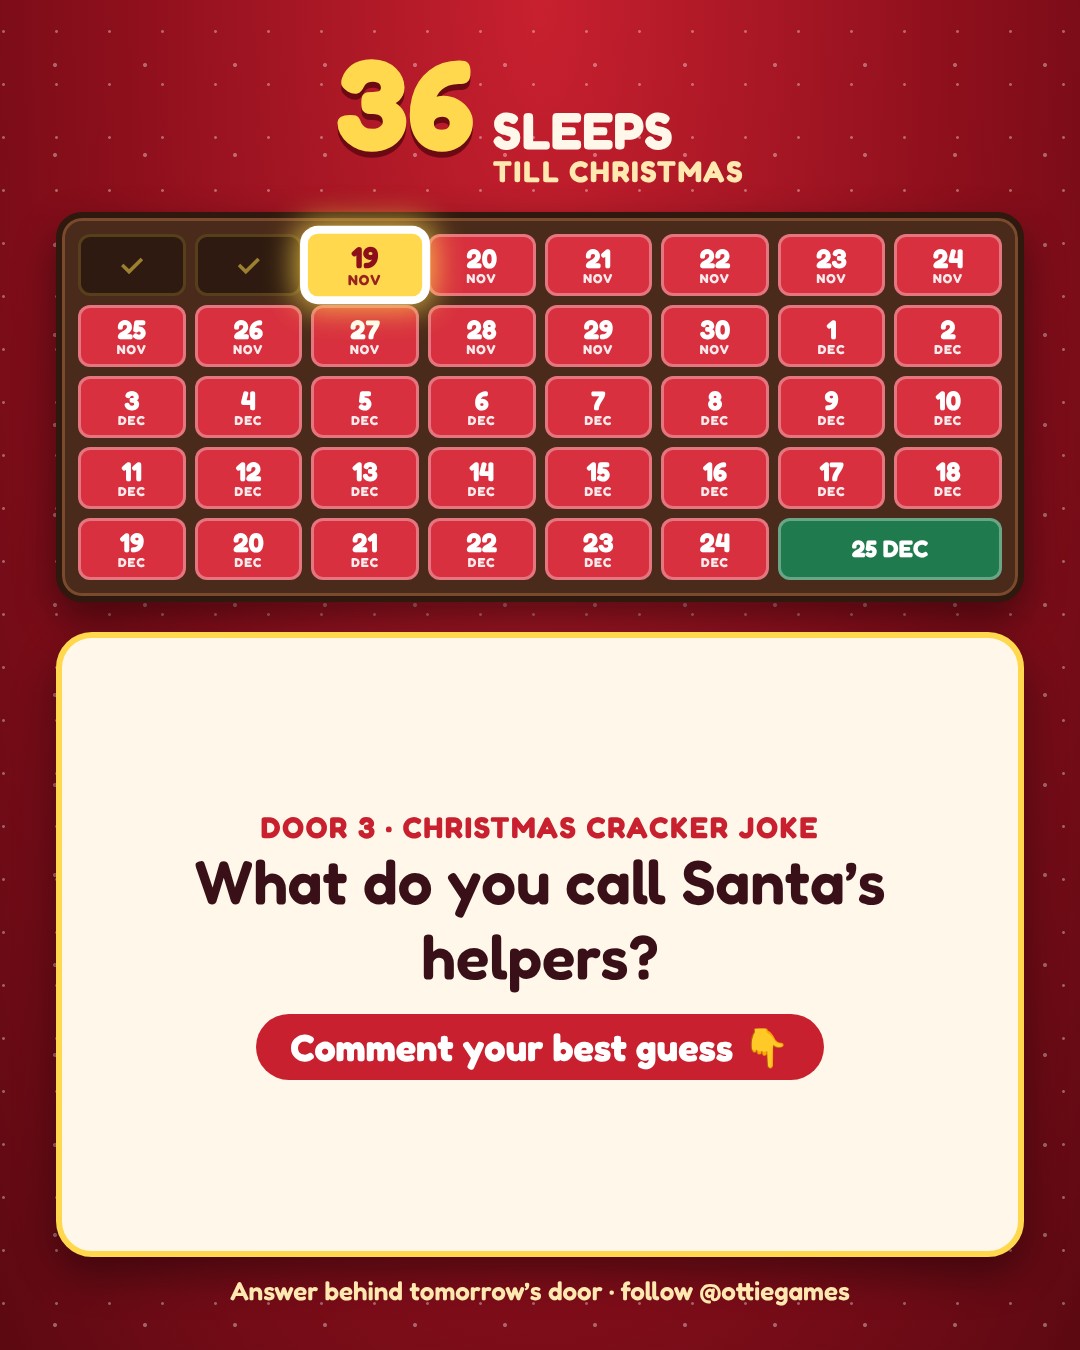 36 SLEEPS
TILL CHRISTMAS
19 NOV
20 NOV
21 NOV
22 NOV
23 NOV
24 NOV
25 NOV
26 NOV
27 NOV
28 NOV
29 NOV
30 NOV
1 DEC
2 DEC
3 DEC
4 DEC
5 DEC
6 DEC
7 DEC
8 DEC
9 DEC
10 DEC
11 DEC
12 DEC
13 DEC
14 DEC
15 DEC
16 DEC
17 DEC
18 DEC
19 DEC
20 DEC
21 DEC
22 DEC
23 DEC
24 DEC
25 DEC
DOOR 3 · CHRISTMAS CRACKER JOKE
What do you call Santa’s
helpers?
Comment your best guess 👇
Answer behind tomorrow’s door · follow @ottiegames